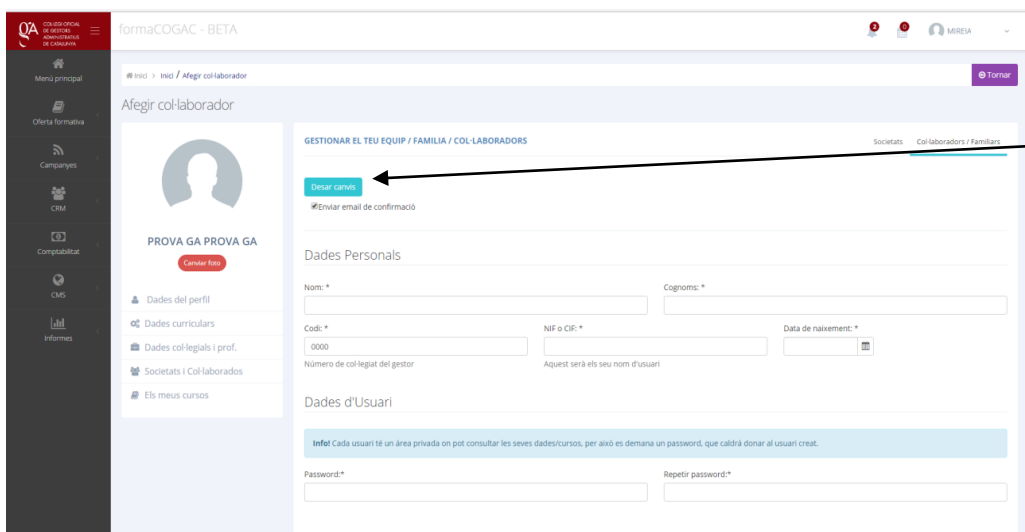 COL·LEGI OFICIAL
DE GESTORS
ADMINISTRATIUS
DE CATALUNYA
formaCOGAC - BETA
2
0
MIREIA
Menú principal
Oferta formativa
Campanyes
CRM
Comptabilitat
CMS
Informes
Inici > Inici / Afegir col·laborador
Tornar
Afegir col·laborador
PROVA GA PROVA GA
Canviar foto
Dades del perfil
Dades curriculars
Dades col·legials i prof.
Societats i Col·laborados
Els meus cursos
GESTIONAR EL TEU EQUIP / FAMILIA / COL·LABORADORS
Societats Col·laboradors / Familiars
Desar canvis
Enviar email de confirmació
Dades Personals
Nom: * Cognoms: *
Codi: * NIF o CIF: * Data de naixement: *
0000
Número de col·legiat del gestor Aquest serà els seu nom d'usuari
Dades d'Usuari
Info! Cada usuari té un área privada on pot consultar les seves dades/cursos, per això es demana un password, que caldrà donar al usuari creat.
Password:* Repetir password:*